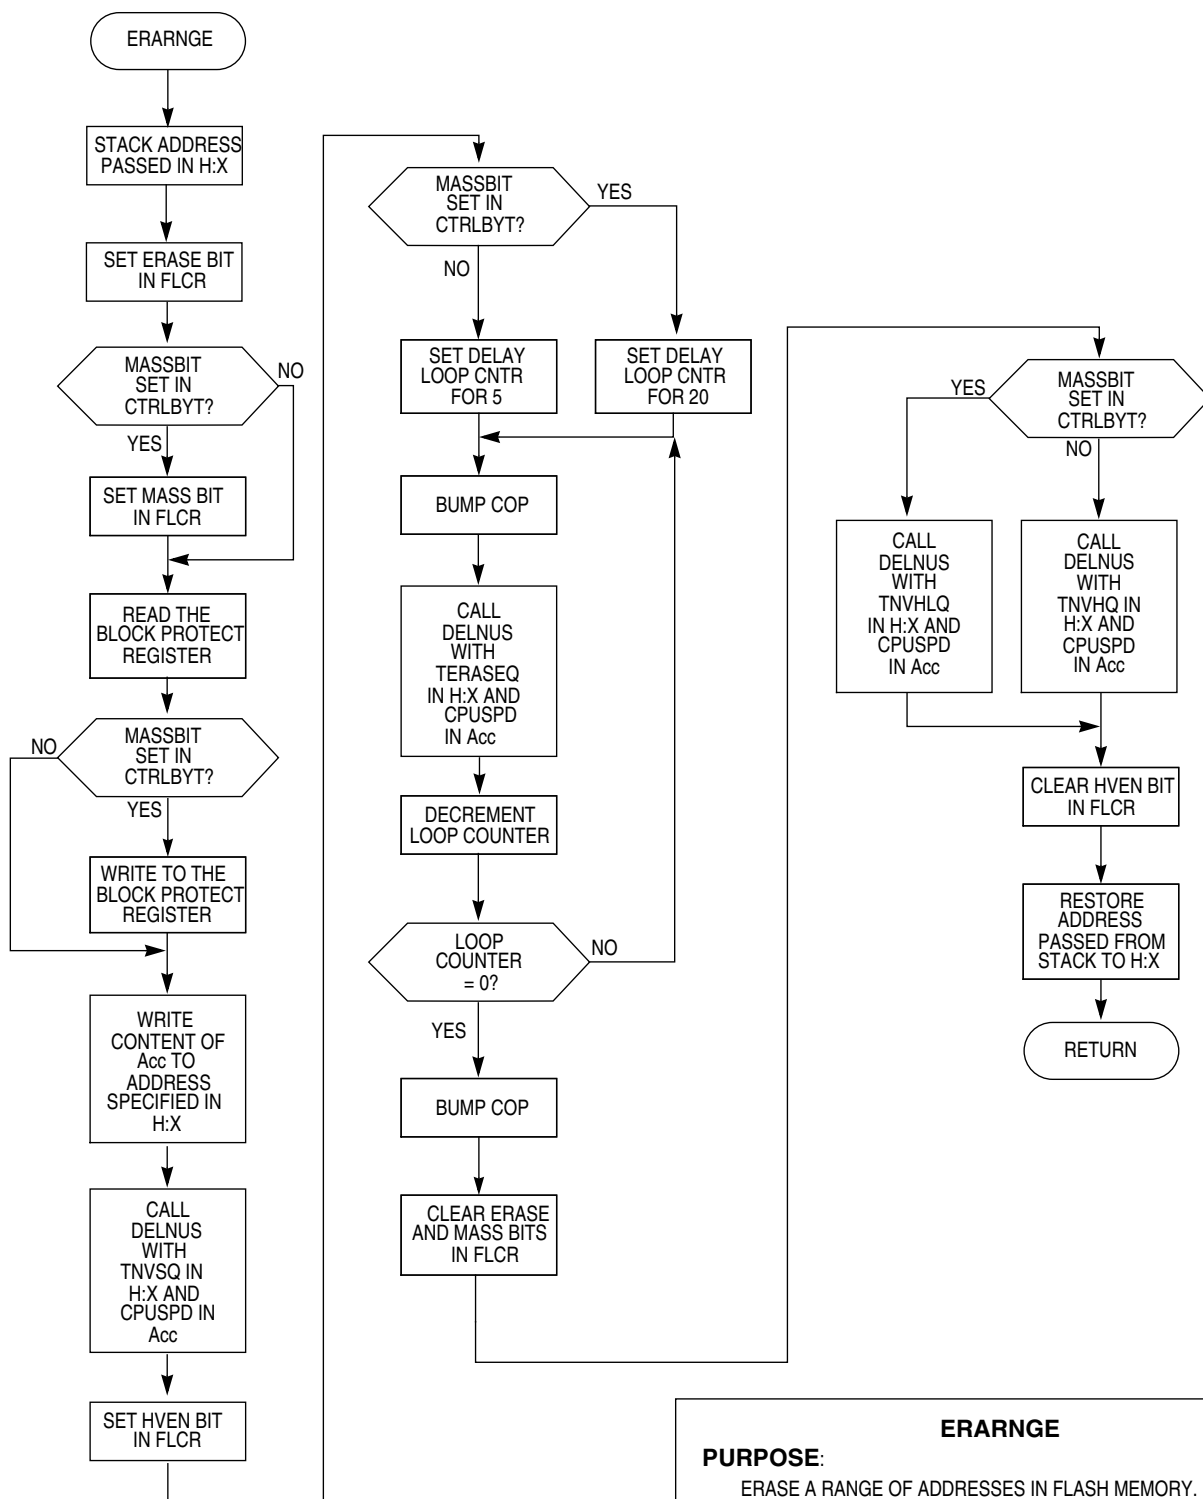 ERARNGE
STACK ADDRESS
PASSED IN H:X
SET ERASE BIT
IN FLCR
MASSBIT
SET IN
CTRLBYT?
NO
YES
SET MASS BIT
IN FLCR
READ THE
BLOCK PROTECT
REGISTER
MASSBIT
SET IN
CTRLBYT?
NO
YES
WRITE TO THE
BLOCK PROTECT
REGISTER
WRITE
CONTENT OF
Acc TO
ADDRESS
SPECIFIED IN
H:X
CALL
DELNUS
WITH
TNVSQ IN
H:X AND
CPUSPD IN
Acc
SET HVEN BIT
IN FLCR
MASSBIT
SET IN
CTRLBYT?
YES
NO
SET DELAY
LOOP CNTR
FOR 5
SET DELAY
LOOP CNTR
FOR 20
BUMP COP
CALL
DELNUS
WITH
TERASEQ
IN H:X AND
CPUSPD
IN Acc
DECREMENT
LOOP COUNTER
LOOP
COUNTER
= 0?
NO
YES
BUMP COP
CLEAR ERASE
AND MASS BITS
IN FLCR
MASSBIT
SET IN
CTRLBYT?
YES
NO
CALL
DELNUS
WITH
TNVHLQ
IN H:X AND
CPUSPD
IN Acc
CALL
DELNUS
WITH
TNVHQ IN
H:X AND
CPUSPD
IN Acc
CLEAR HVEN BIT
IN FLCR
RESTORE
ADDRESS
PASSED FROM
STACK TO H:X
RETURN
ERARNGE
PURPOSE:
ERASE A RANGE OF ADDRESSES IN FLASH MEMORY.